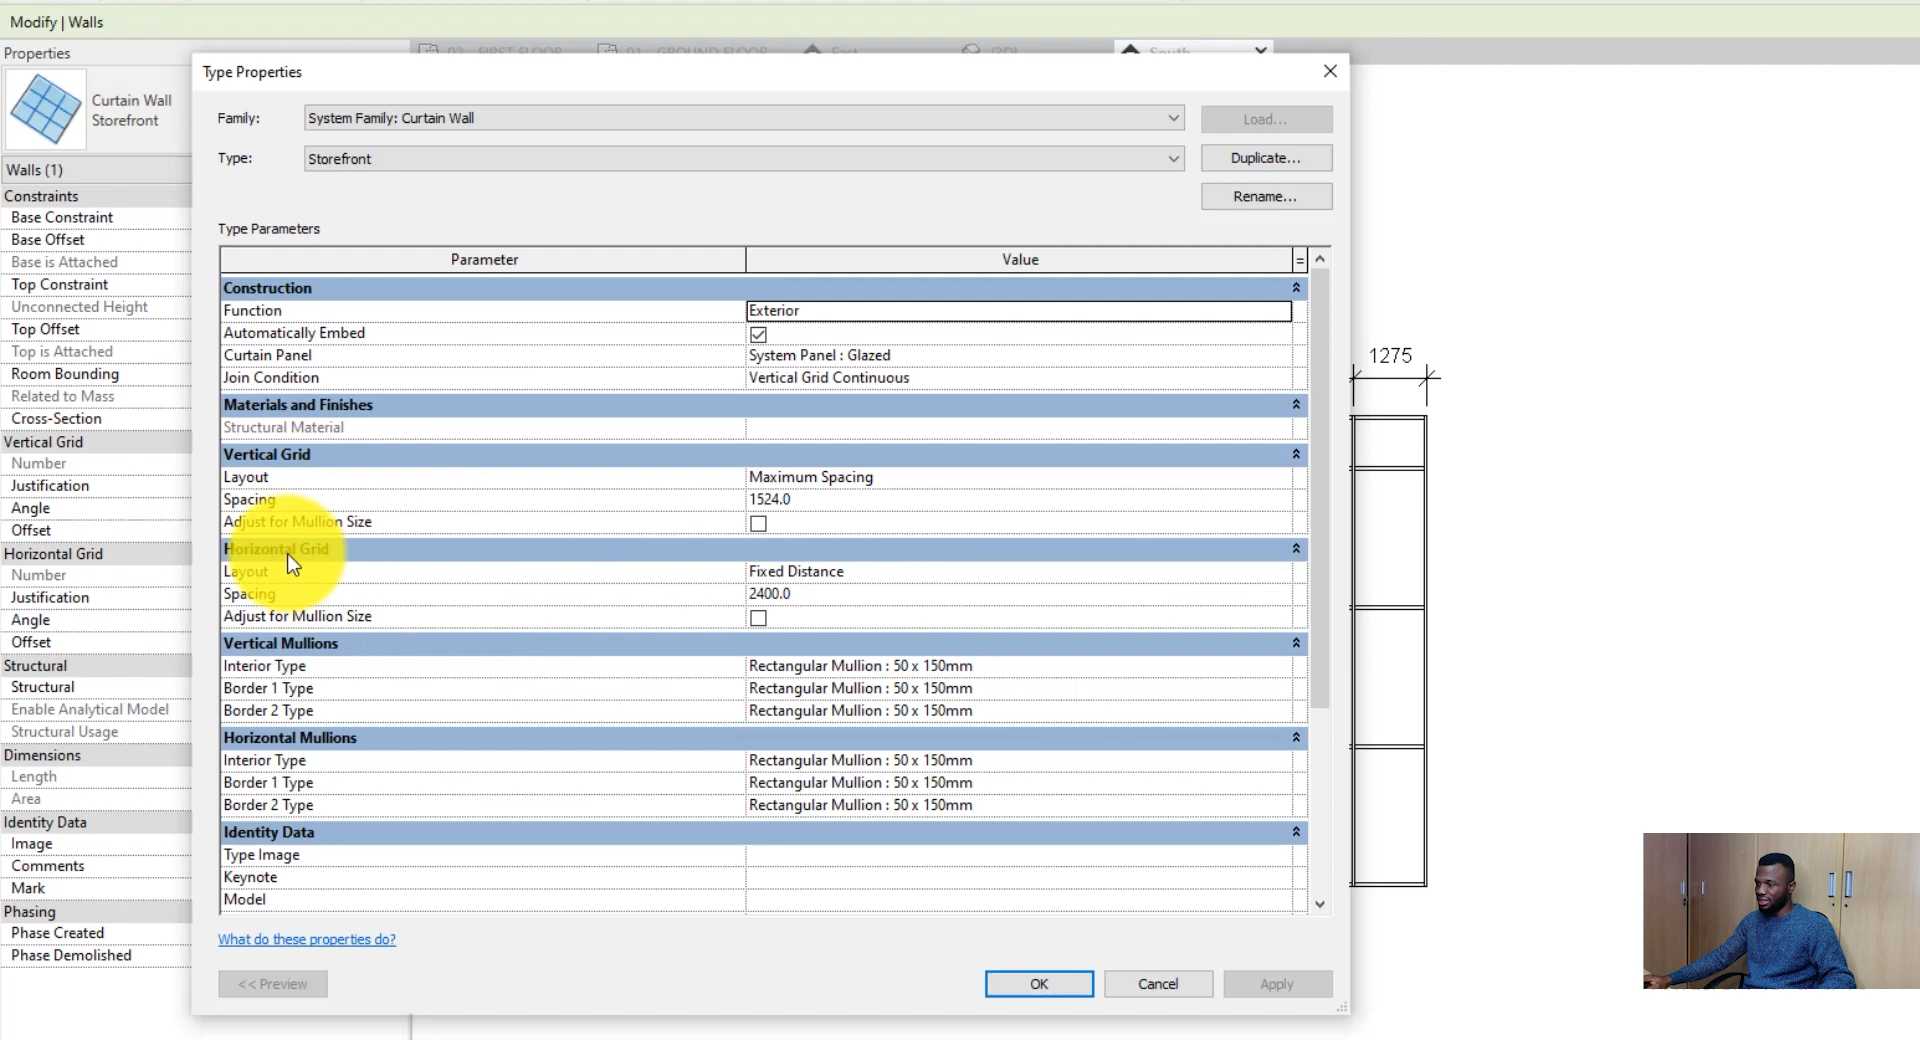 Modify | Walls
Properties
02 - FIRST FLOOR
01 - GROUND FLOOR
East
{3D}
South
Curtain Wall
Storefront
Walls (1)
Constraints
Base Constraint
Base Offset
Base is Attached
Top Constraint
Unconnected Height
Top Offset
Top is Attached
Room Bounding
Related to Mass
Cross-Section
Vertical Grid
Number
Justification
Angle
Offset
Horizontal Grid
Number
Justification
Angle
Offset
Structural
Structural
Enable Analytical Model
Structural Usage
Dimensions
Length
Area
Identity Data
Image
Comments
Mark
Phasing
Phase Created
Phase Demolished
Type Properties
Family: System Family: Curtain Wall Load...
Type: Storefront Duplicate...
Rename...
Type Parameters
Parameter Value =
Construction
Function Exterior
Automatically Embed
Curtain Panel System Panel : Glazed
Join Condition Vertical Grid Continuous
Materials and Finishes
Structural Material
Vertical Grid
Layout Maximum Spacing
Spacing 1524.0
Adjust for Mullion Size
Horizontal Grid
Layout Fixed Distance
Spacing 2400.0
Adjust for Mullion Size
Vertical Mullions
Interior Type Rectangular Mullion : 50 x 150mm
Border 1 Type Rectangular Mullion : 50 x 150mm
Border 2 Type Rectangular Mullion : 50 x 150mm
Horizontal Mullions
Interior Type Rectangular Mullion : 50 x 150mm
Border 1 Type Rectangular Mullion : 50 x 150mm
Border 2 Type Rectangular Mullion : 50 x 150mm
Identity Data
Type Image
Keynote
Model
What do these properties do?
<< Preview OK Cancel Apply
1275